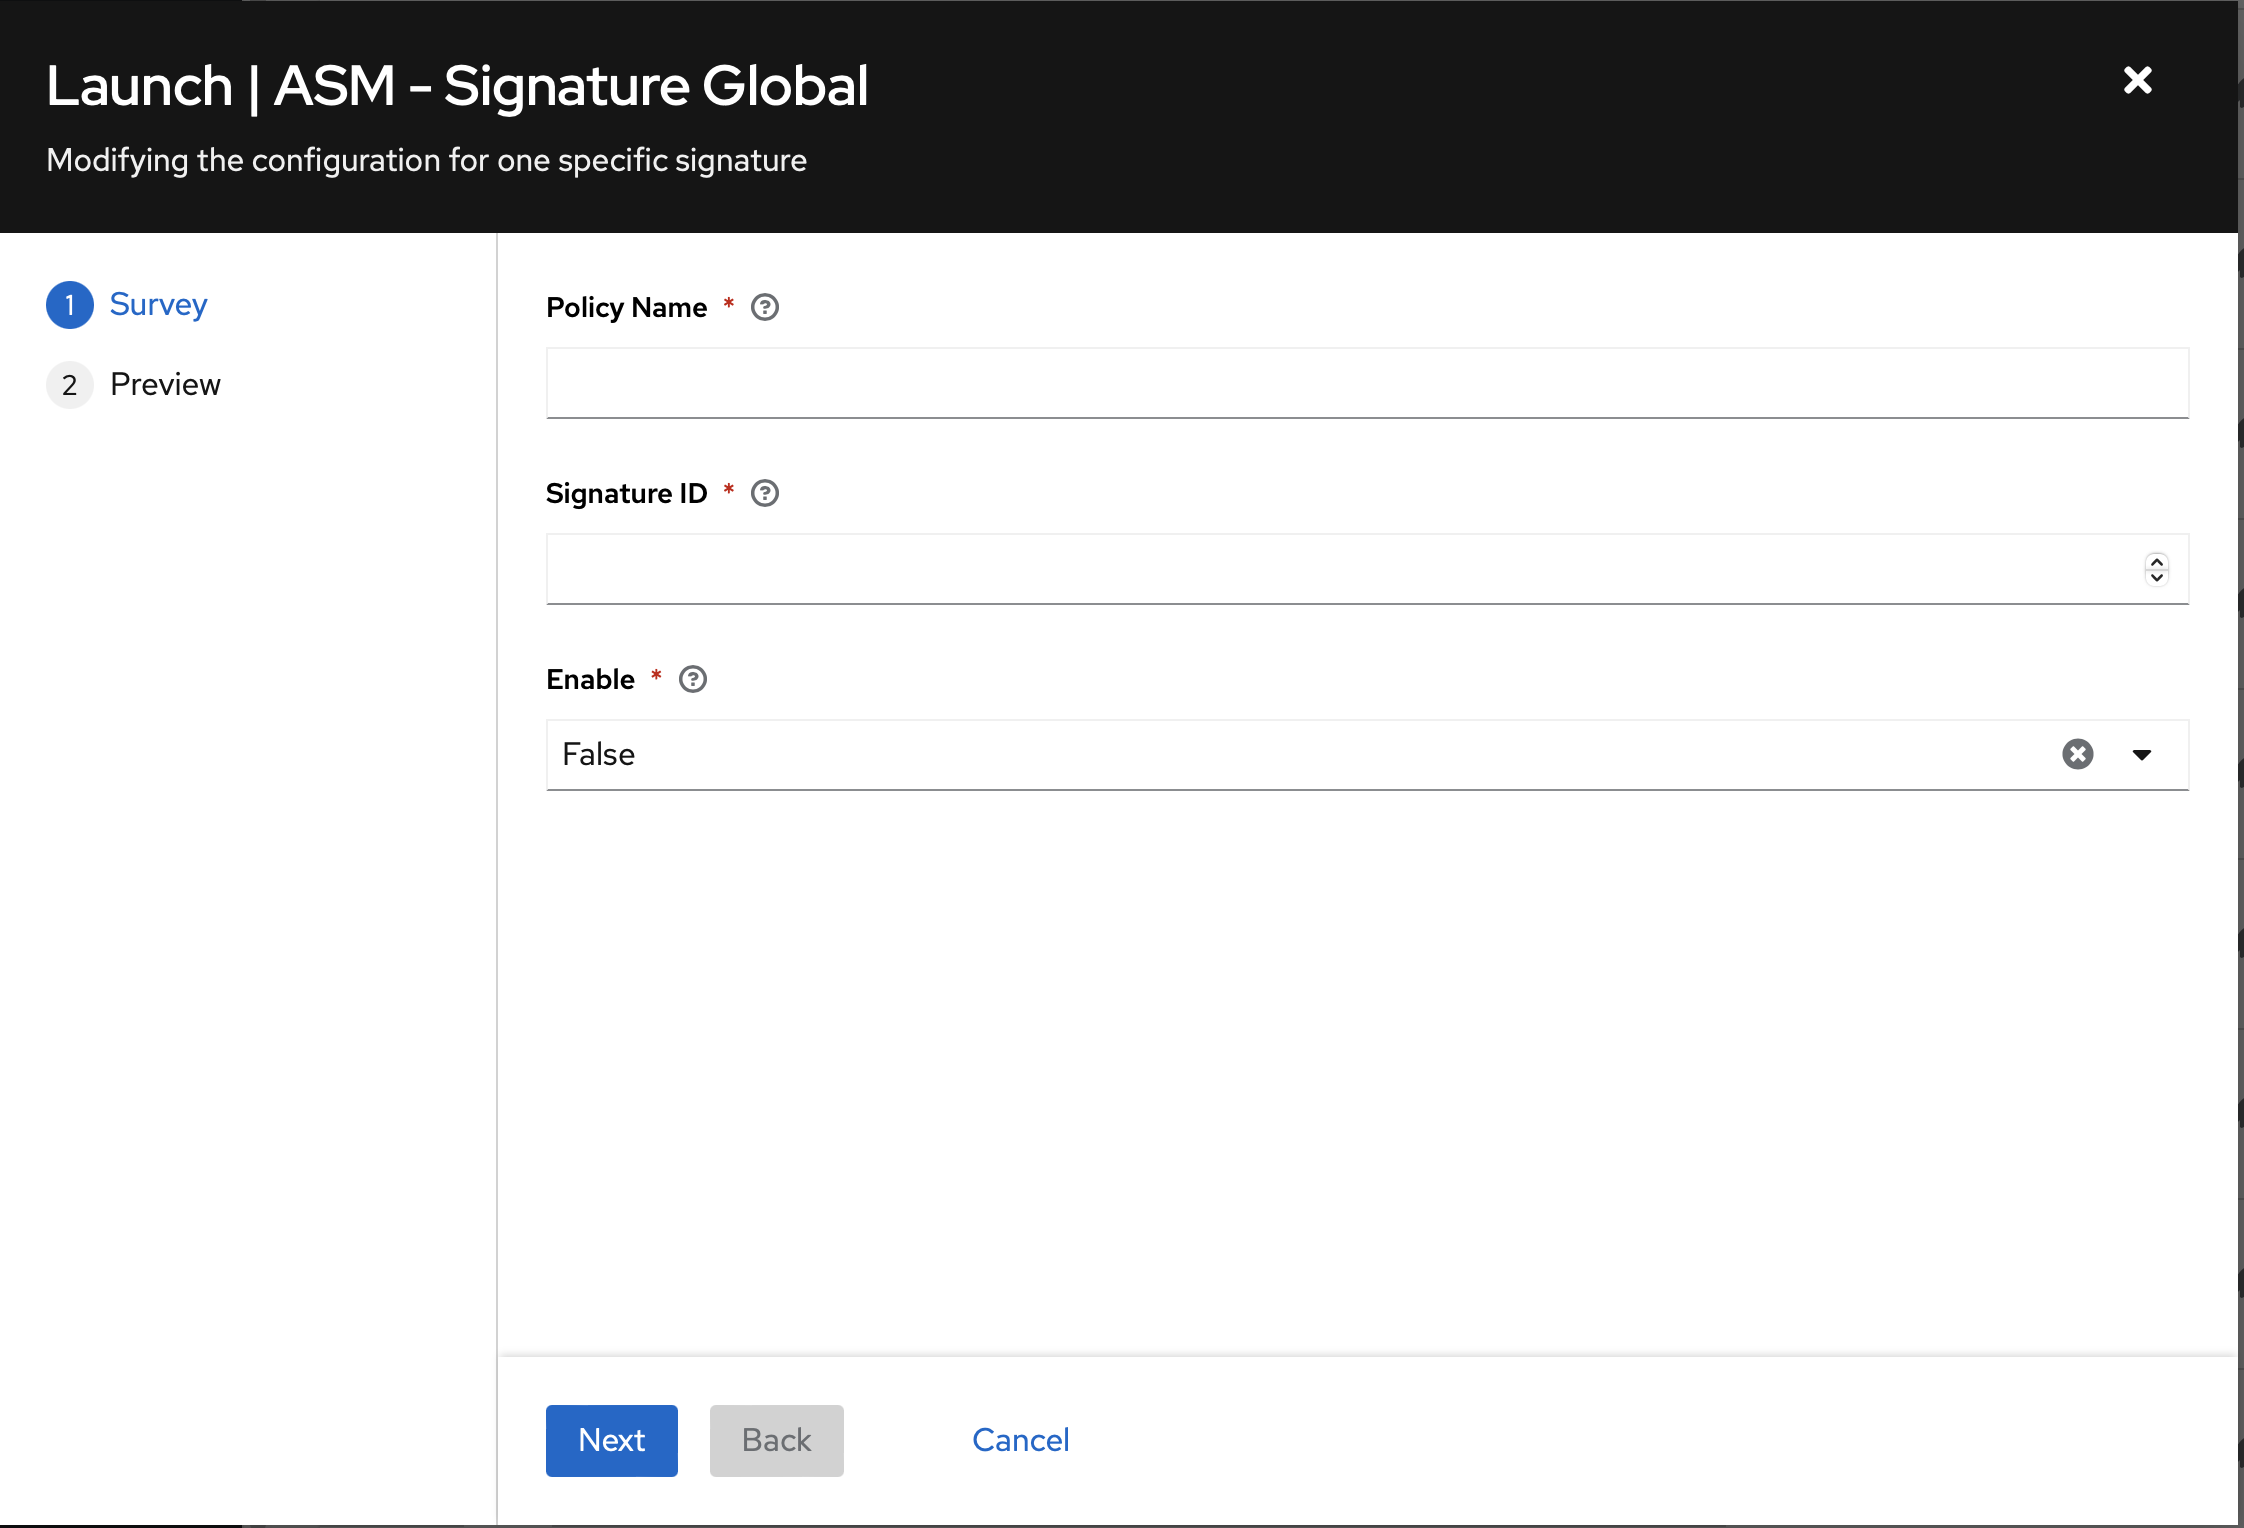 Launch | ASM - Signature Global
Modifying the configuration for one specific signature
1 Survey
2 Preview
Policy Name *
Signature ID *
Enable *
False
Next Back Cancel